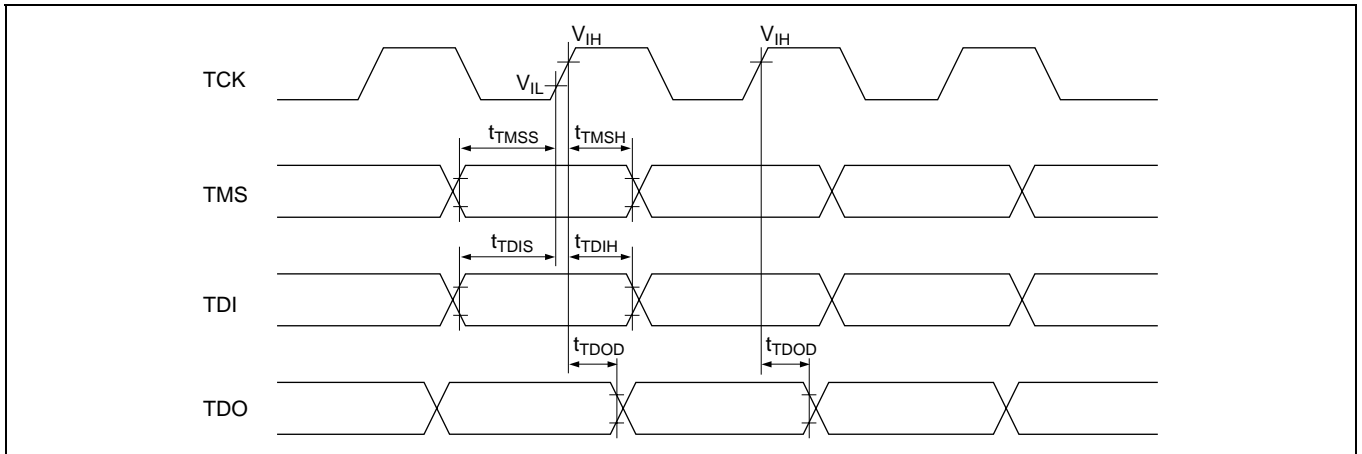 V_IH
V_IH
TCK
V_IL
t_TMSS
t_TMSH
TMS
t_TDIS
t_TDIH
TDI
t_TDOD
t_TDOD
TDO